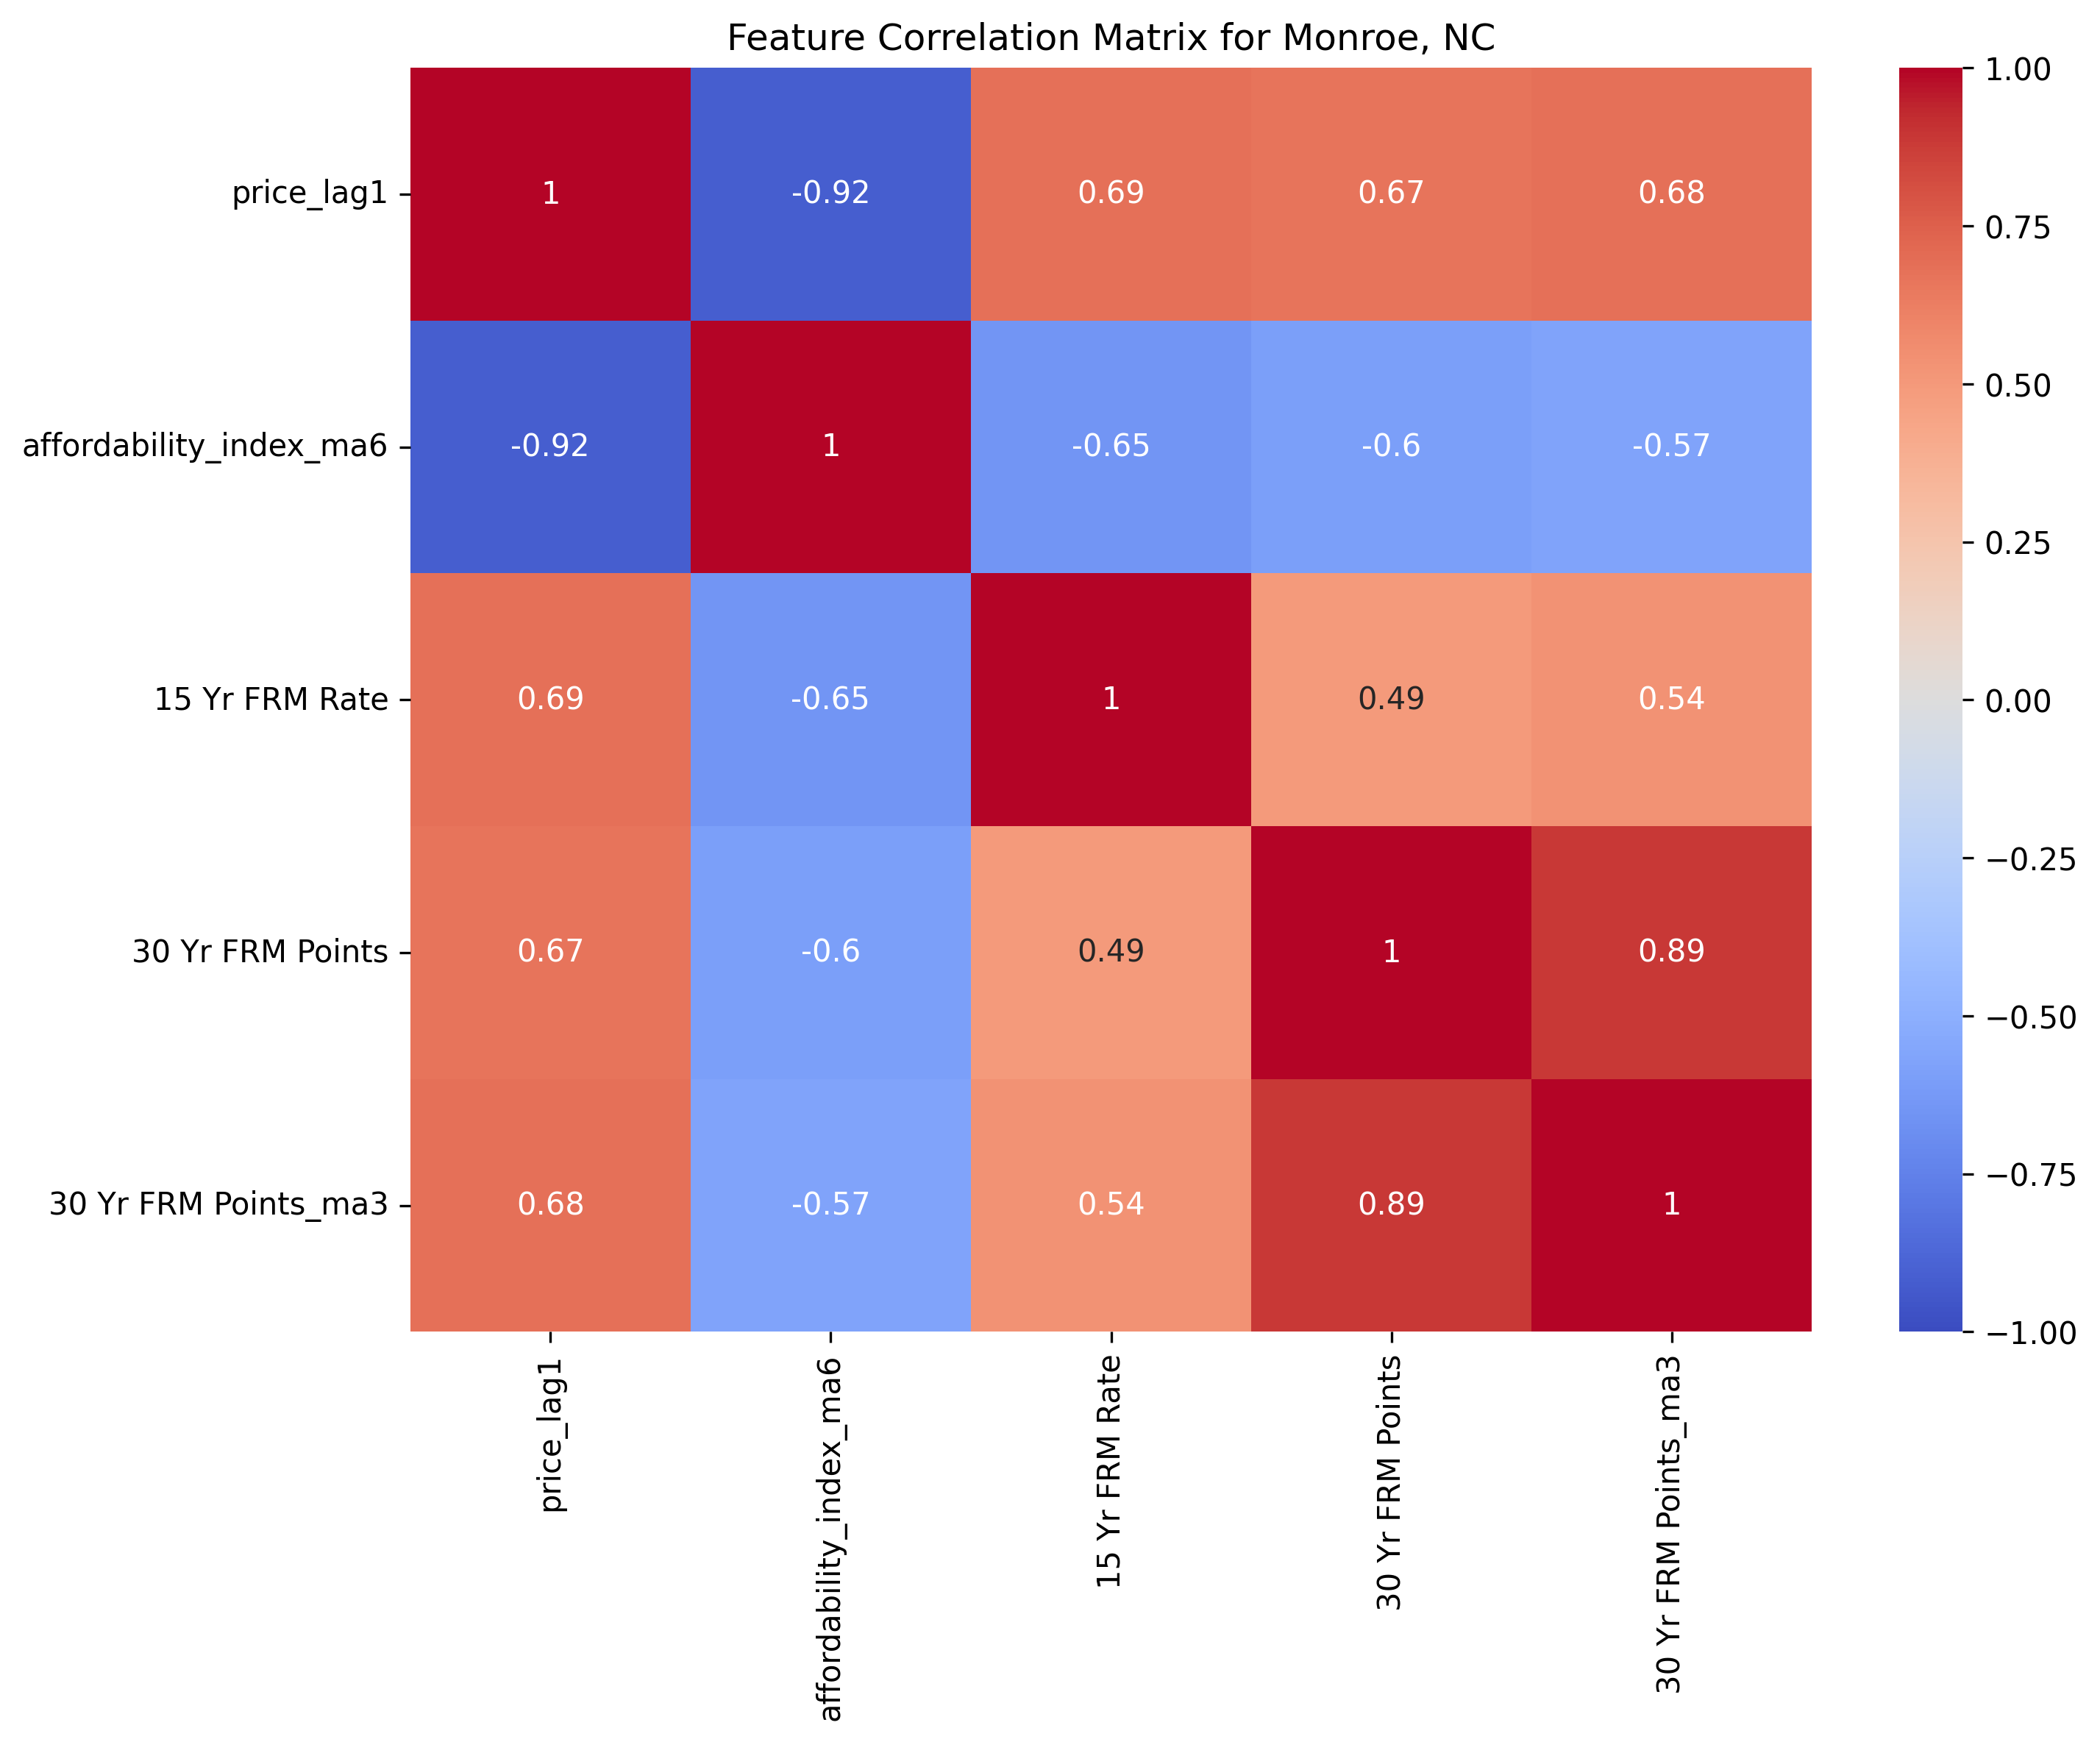 Feature Correlation Matrix for Monroe, NC
price_lag1 1 -0.92 0.69 0.67 0.68
affordability_index_ma6 -0.92 1 -0.65 -0.6 -0.57
15 Yr FRM Rate 0.69 -0.65 1 0.49 0.54
30 Yr FRM Points 0.67 -0.6 0.49 1 0.89
30 Yr FRM Points_ma3 0.68 -0.57 0.54 0.89 1
price_lag1
affordability_index_ma6
15 Yr FRM Rate
30 Yr FRM Points
30 Yr FRM Points_ma3
1.00
0.75
0.50
0.25
0.00
−0.25
−0.50
−0.75
−1.00